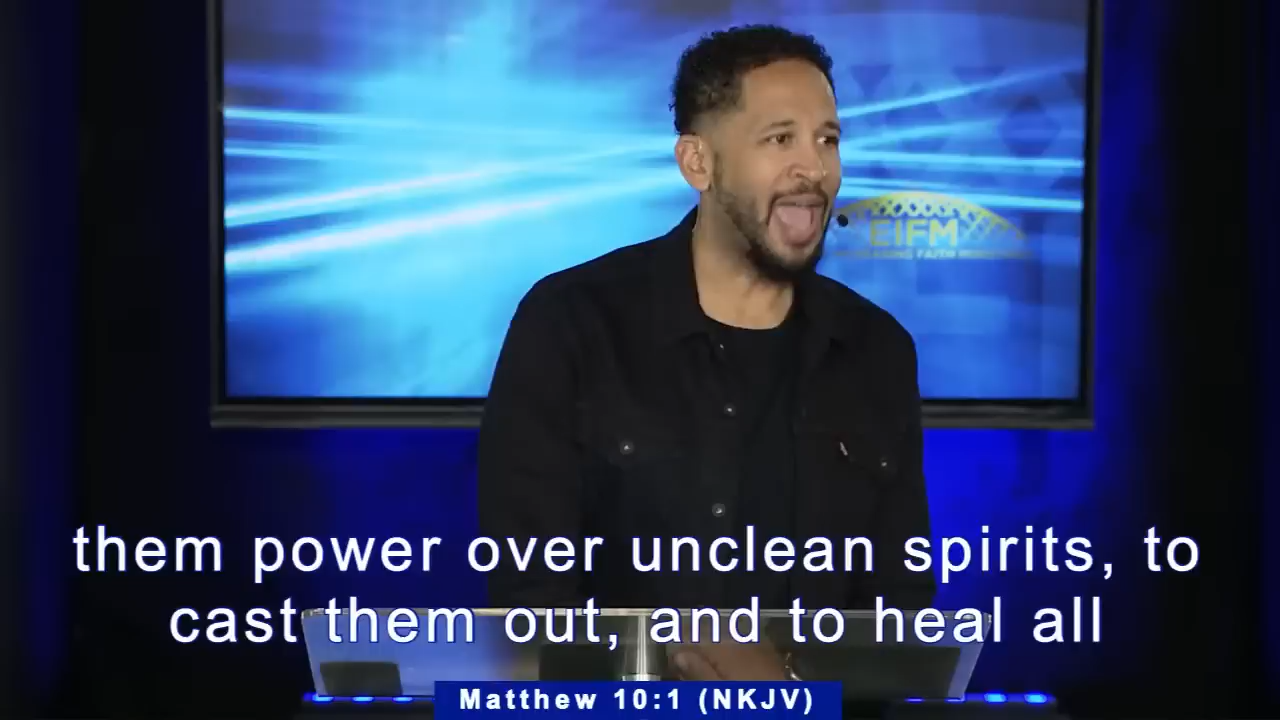 EIFM
them power over unclean spirits, to
cast them out, and to heal all
Matthew 10:1 (NKJV)